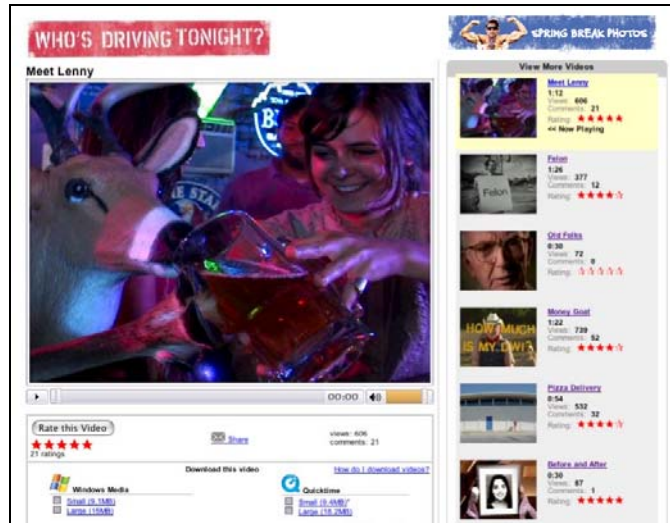 WHO'S DRIVING TONIGHT?
SPRING BREAK PHOTOS
Meet Lenny
View More Videos
Meet Lenny
1:12
Views: 606
Comments: 21
Rating:
<< Now Playing
Felon
Felon
1:26
Views: 377
Comments: 12
Rating:
Old Folks
0:30
Views: 72
Comments: 0
Rating:
HOW MUCH
IS MY DWI?
Money Goat
1:22
Views: 739
Comments: 52
Rating:
Pizza Delivery
0:54
Views: 532
Comments: 32
Rating:
Before and After
0:30
Views: 87
Comments: 1
Rating:
00:00
Rate this Video
21 ratings
Share
views: 606
comments: 21
Download this video
How do I download videos?
Windows Media
Small (9.1MB)
Large (15MB)
Quicktime
Small (9.4MB)*
Large (18.2MB)